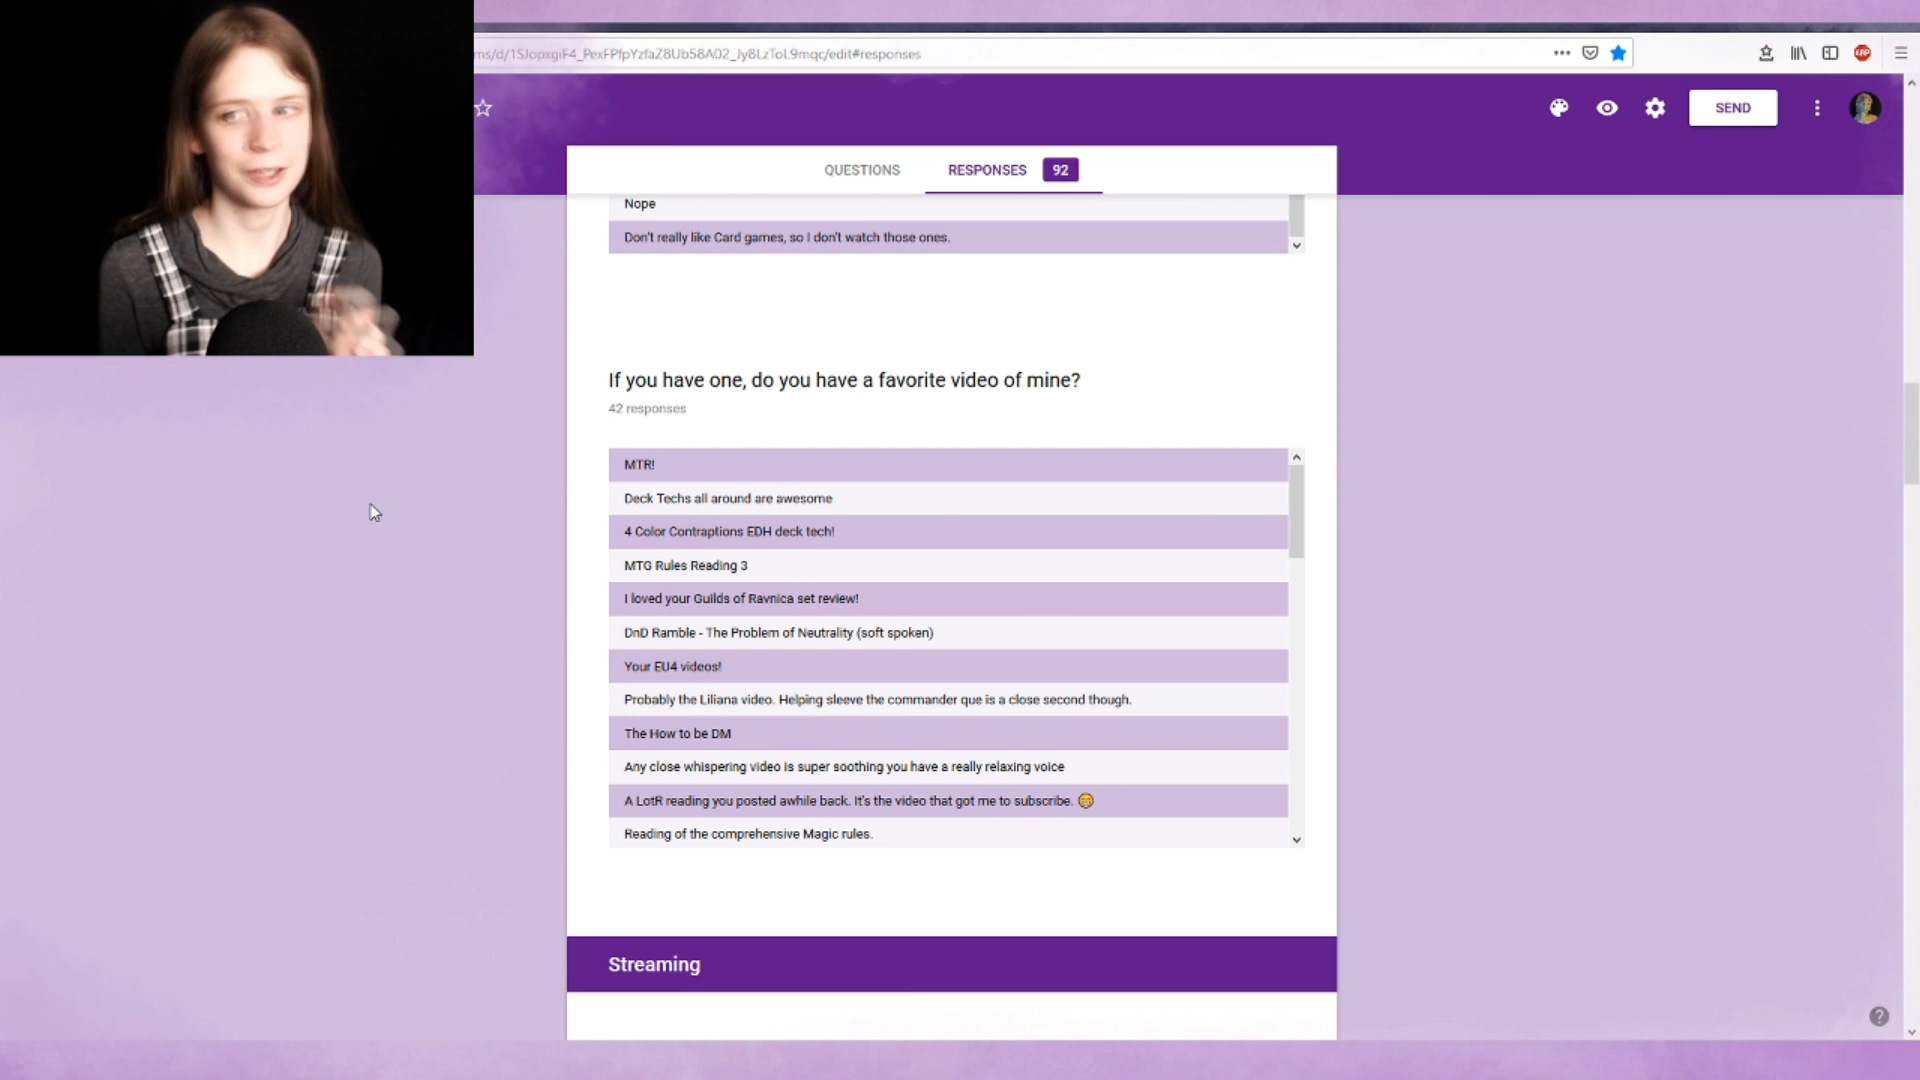 SEND
QUESTIONS RESPONSES 92
Nope
Don't really like Card games, so I don't watch those ones.
If you have one, do you have a favorite video of mine?
42 responses
MTR!
Deck Techs all around are awesome
4 Color Contraptions EDH deck tech!
MTG Rules Reading 3
I loved your Guilds of Ravnica set review!
DnD Ramble - The Problem of Neutrality (soft spoken)
Your EU4 videos!
Probably the Liliana video. Helping sleeve the commander que is a close second though.
The How to be DM
Any close whispering video is super soothing you have a really relaxing voice
A LotR reading you posted awhile back. It's the video that got me to subscribe. 😁
Reading of the comprehensive Magic rules.
Streaming